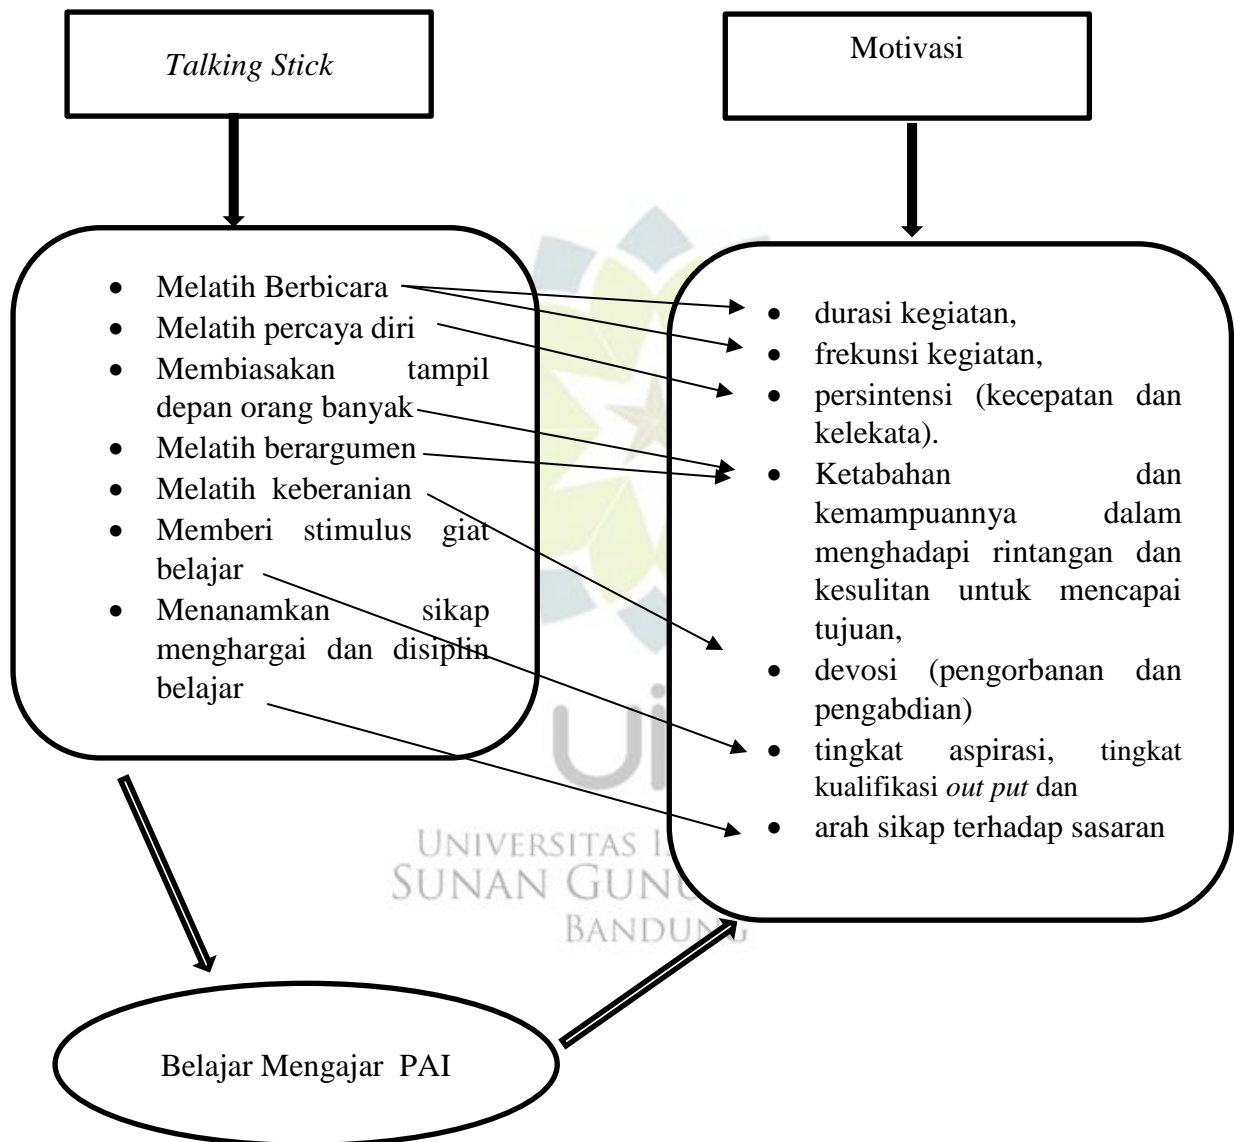 Talking Stick
Motivasi
• Melatih Berbicara
• Melatih percaya diri
• Membiasakan tampil
depan orang banyak
• Melatih berargumen
• Melatih keberanian
• Memberi stimulus giat
belajar
• Menanamkan sikap
menghargai dan disiplin
belajar
• durasi kegiatan,
• frekunsi kegiatan,
• persintensi (kecepatan dan
kelekata).
• Ketabahan dan
kemampuannya dalam
menghadapi rintangan dan
kesulitan untuk mencapai
tujuan,
• devosi (pengorbanan dan
pengabdian)
• tingkat aspirasi, tingkat
kualifikasi out put dan
• arah sikap terhadap sasaran
ui
UNIVERSITAS I
SUNAN GUNU
BANDUNG
Belajar Mengajar PAI